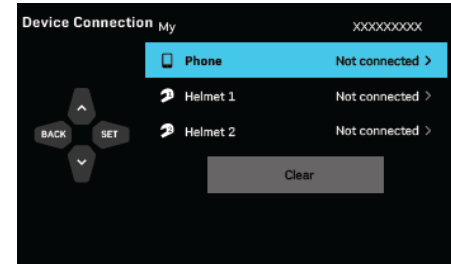 Device Connection My XXXXXXXXX
Phone Not connected >
Helmet 1 Not connected >
Helmet 2 Not connected >
BACK SET
Clear